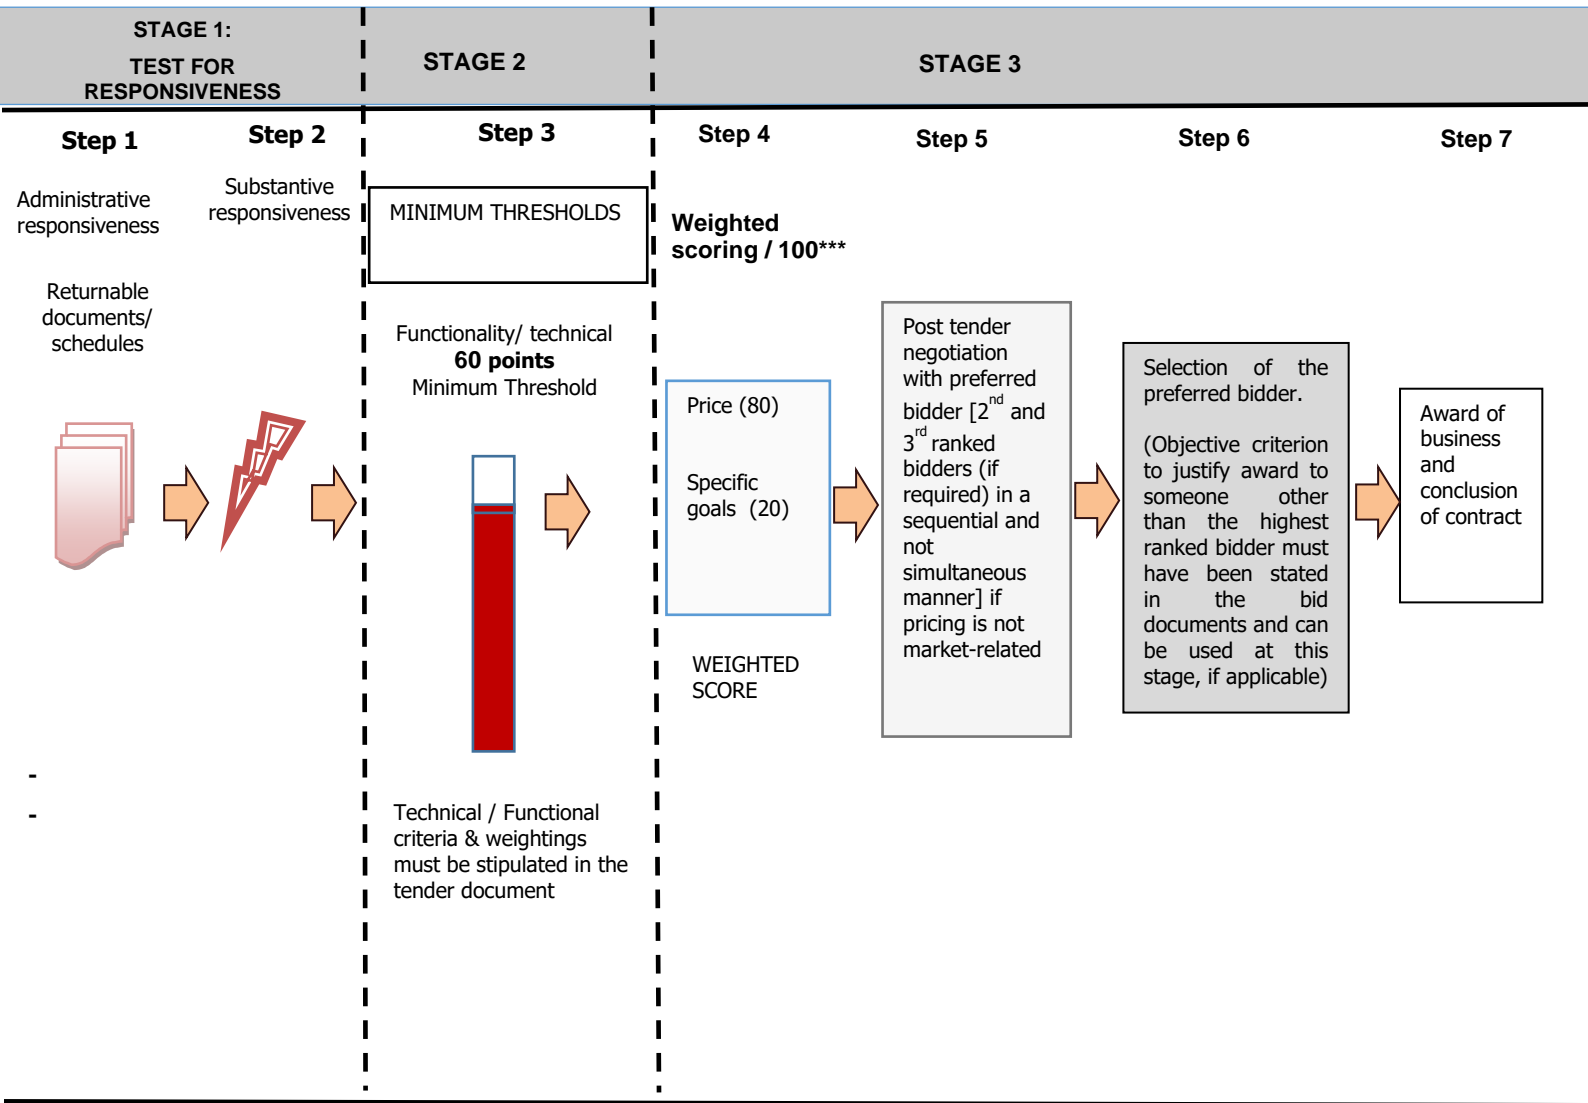 STAGE 1:
TEST FOR
RESPONSIVENESS
STAGE 2
STAGE 3
Step 1
Step 2
Step 3
Step 4
Step 5
Step 6
Step 7
Administrative
responsiveness
Returnable
documents/
schedules
Substantive
responsiveness
MINIMUM THRESHOLDS
Functionality/ technical
60 points
Minimum Threshold
Technical / Functional
criteria & weightings
must be stipulated in the
tender document
Weighted
scoring / 100***
Price (80)
Specific
goals (20)
WEIGHTED
SCORE
Post tender
negotiation
with preferred
bidder [2nd and
3rd ranked
bidders (if
required) in a
sequential and
not
simultaneous
manner] if
pricing is not
market-related
Selection of the
preferred bidder.
(Objective criterion
to justify award to
someone other
than the highest
ranked bidder must
have been stated
in the bid
documents and can
be used at this
stage, if applicable)
Award of
business
and
conclusion
of contract
-
-